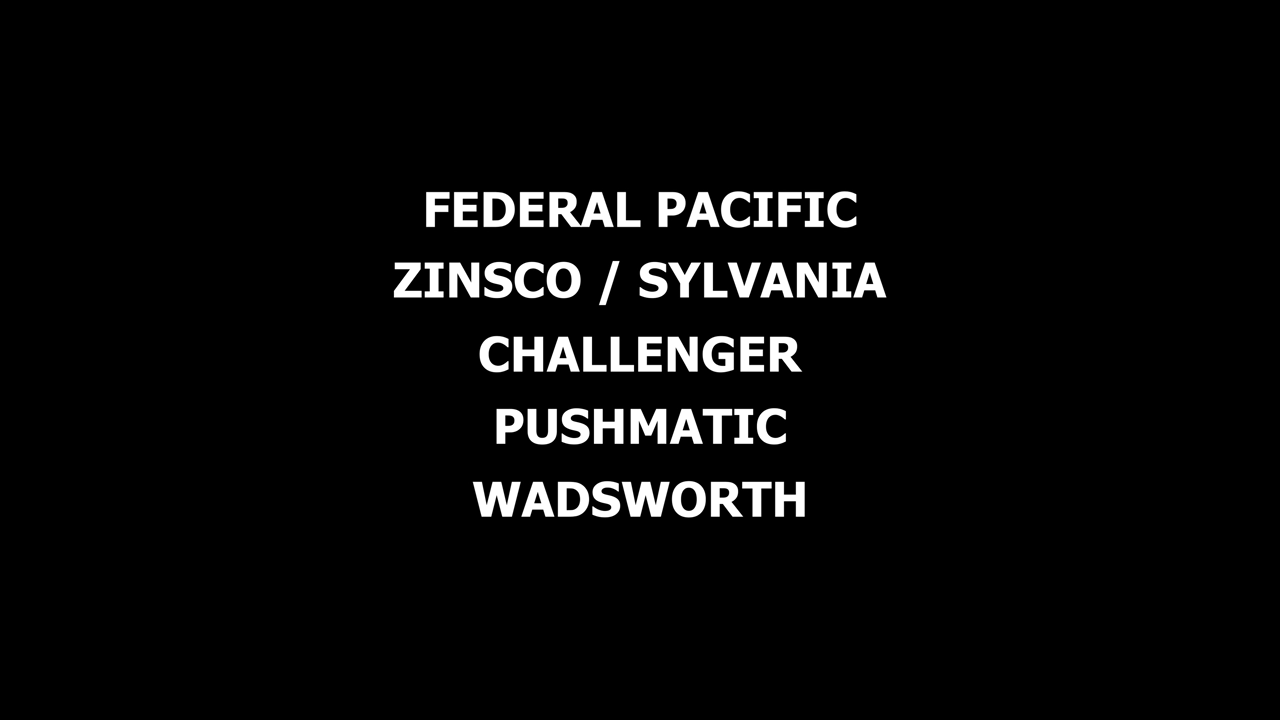 FEDERAL PACIFIC
ZINSCO / SYLVANIA
CHALLENGER
PUSHMATIC
WADSWORTH